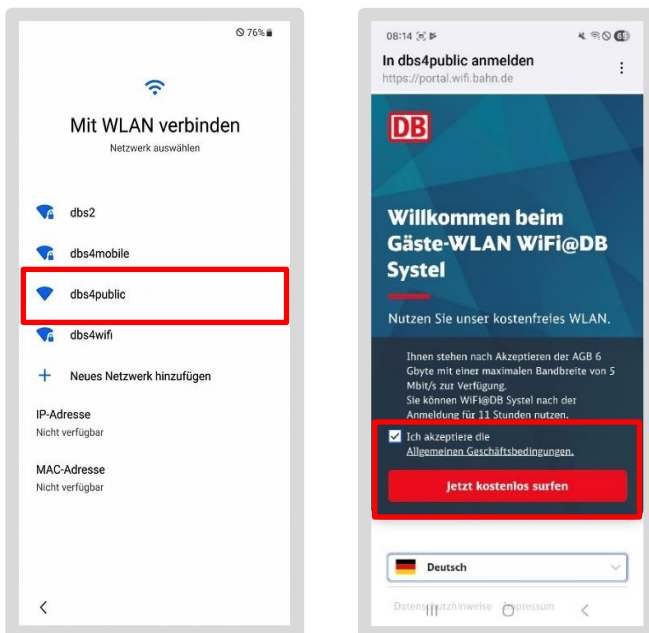 76%
Mit WLAN verbinden
Netzwerk auswählen
dbs2
dbs4mobile
dbs4public
dbs4wifi
Neues Netzwerk hinzufügen
IP-Adresse
Nicht verfügbar
MAC-Adresse
Nicht verfügbar
08:14
In dbs4public anmelden
https://portal.wifi.bahn.de
DB
Willkommen beim
Gäste-WLAN WiFi@DB
Systel
Nutzen Sie unser kostenfreies WLAN.
Ihnen stehen nach Akzeptieren der AGB 6
Gbyte mit einer maximalen Bandbreite von 5
Mbit/s zur Verfügung.
Sie können WiFi@DB Systel nach der
Anmeldung für 11 Stunden nutzen.
Ich akzeptiere die
Allgemeinen Geschäftsbedingungen.
Jetzt kostenlos surfen
Deutsch
Datenschutzhinweise Impressum